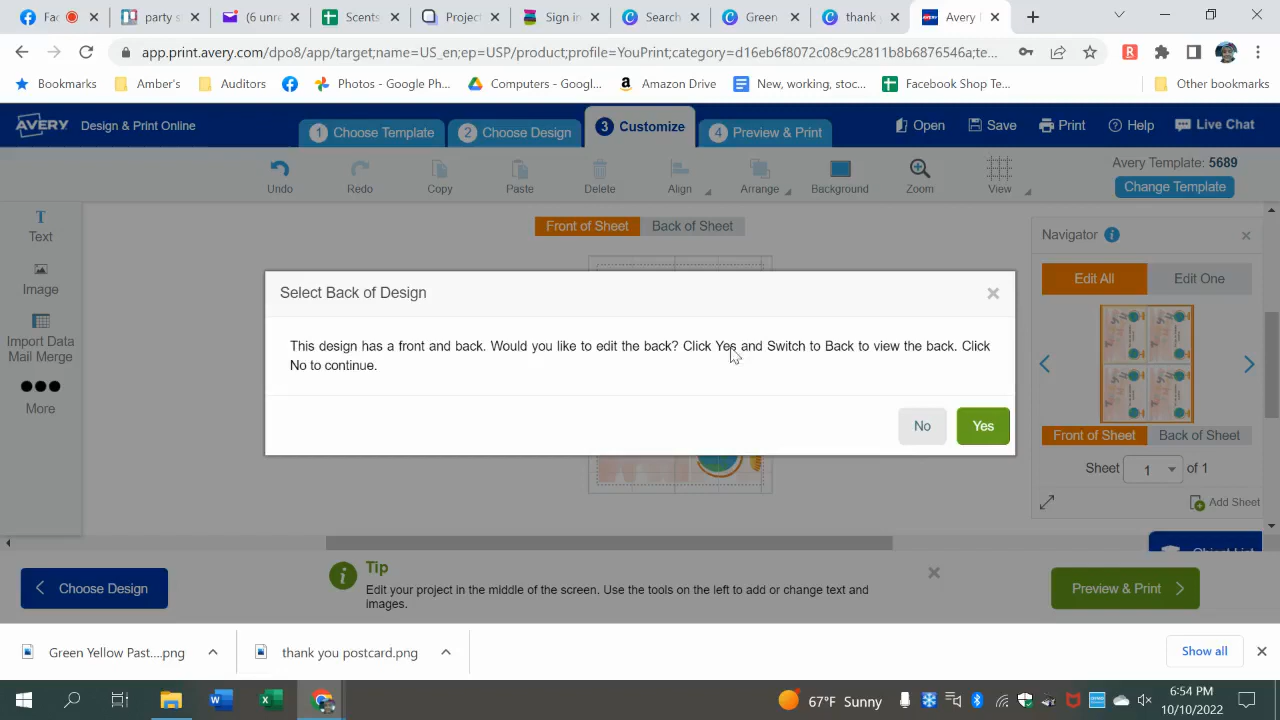 Fac
party s
(6 unre
Scents
Project
Sign in
Search
Green
thank y
Avery
app.print.avery.com/dpo8/app/target;name=US_en;ep=USP/product;profile=YouPrint;category=d16eb6f8072c08c9c2811b8b6876546a;te...
Bookmarks
Amber's
Auditors
Photos - Google Ph...
Computers - Googl...
Amazon Drive
New, working, stoc...
Facebook Shop Te...
Other bookmarks
AVERY
Design & Print Online
1 Choose Template
2 Choose Design
3 Customize
4 Preview & Print
Open
Save
Print
Help
Live Chat
Undo
Redo
Copy
Paste
Delete
Align
Arrange
Background
Zoom
View
Avery Template: 5689
Change Template
Text
Image
Import Data
Mail Merge
More
Front of Sheet
Back of Sheet
Select Back of Design
This design has a front and back. Would you like to edit the back? Click Yes and Switch to Back to view the back. Click
No to continue.
No
Yes
Navigator
Edit All
Edit One
Front of Sheet
Back of Sheet
Sheet 1 of 1
Add Sheet
Object List
Choose Design
Tip
Edit your project in the middle of the screen. Use the tools on the left to add or change text and
images.
Preview & Print
Green Yellow Past....png
thank you postcard.png
Show all
67°F Sunny
6:54 PM
10/10/2022